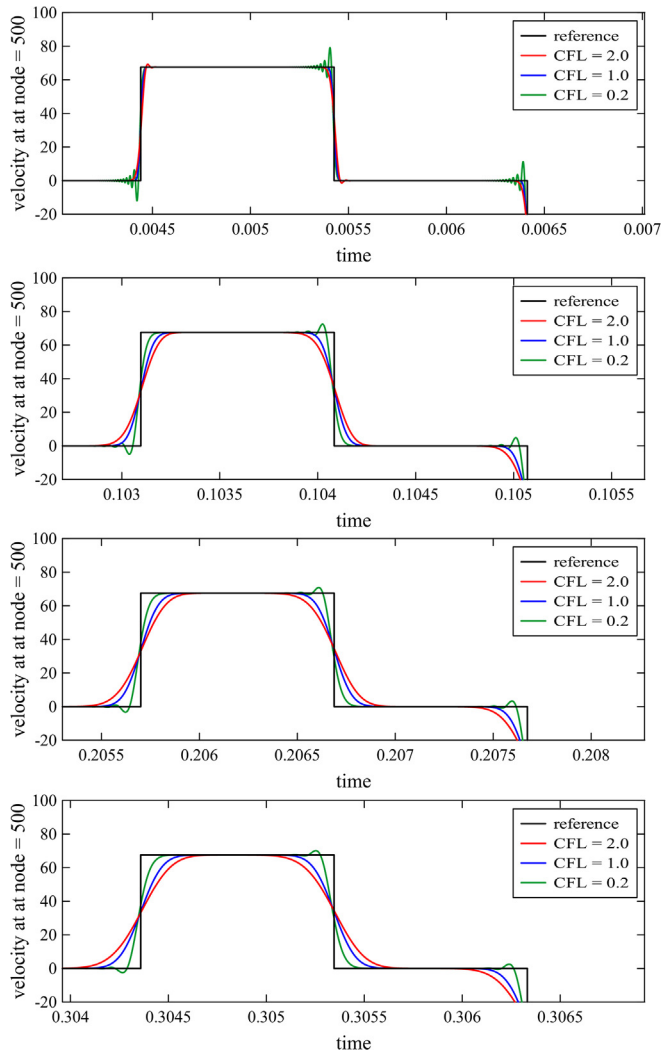 100
80
60
40
20
0
-20
velocity at at node = 500
reference
CFL = 2.0
CFL = 1.0
CFL = 0.2
0.0045 0.005 0.0055 0.006 0.0065 0.007
time
100
80
60
40
20
0
-20
velocity at at node = 500
reference
CFL = 2.0
CFL = 1.0
CFL = 0.2
0.103 0.1035 0.104 0.1045 0.105 0.1055
time
100
80
60
40
20
0
-20
velocity at at node = 500
reference
CFL = 2.0
CFL = 1.0
CFL = 0.2
0.2055 0.206 0.2065 0.207 0.2075 0.208
time
100
80
60
40
20
0
-20
velocity at at node = 500
reference
CFL = 2.0
CFL = 1.0
CFL = 0.2
0.304 0.3045 0.305 0.3055 0.306 0.3065
time